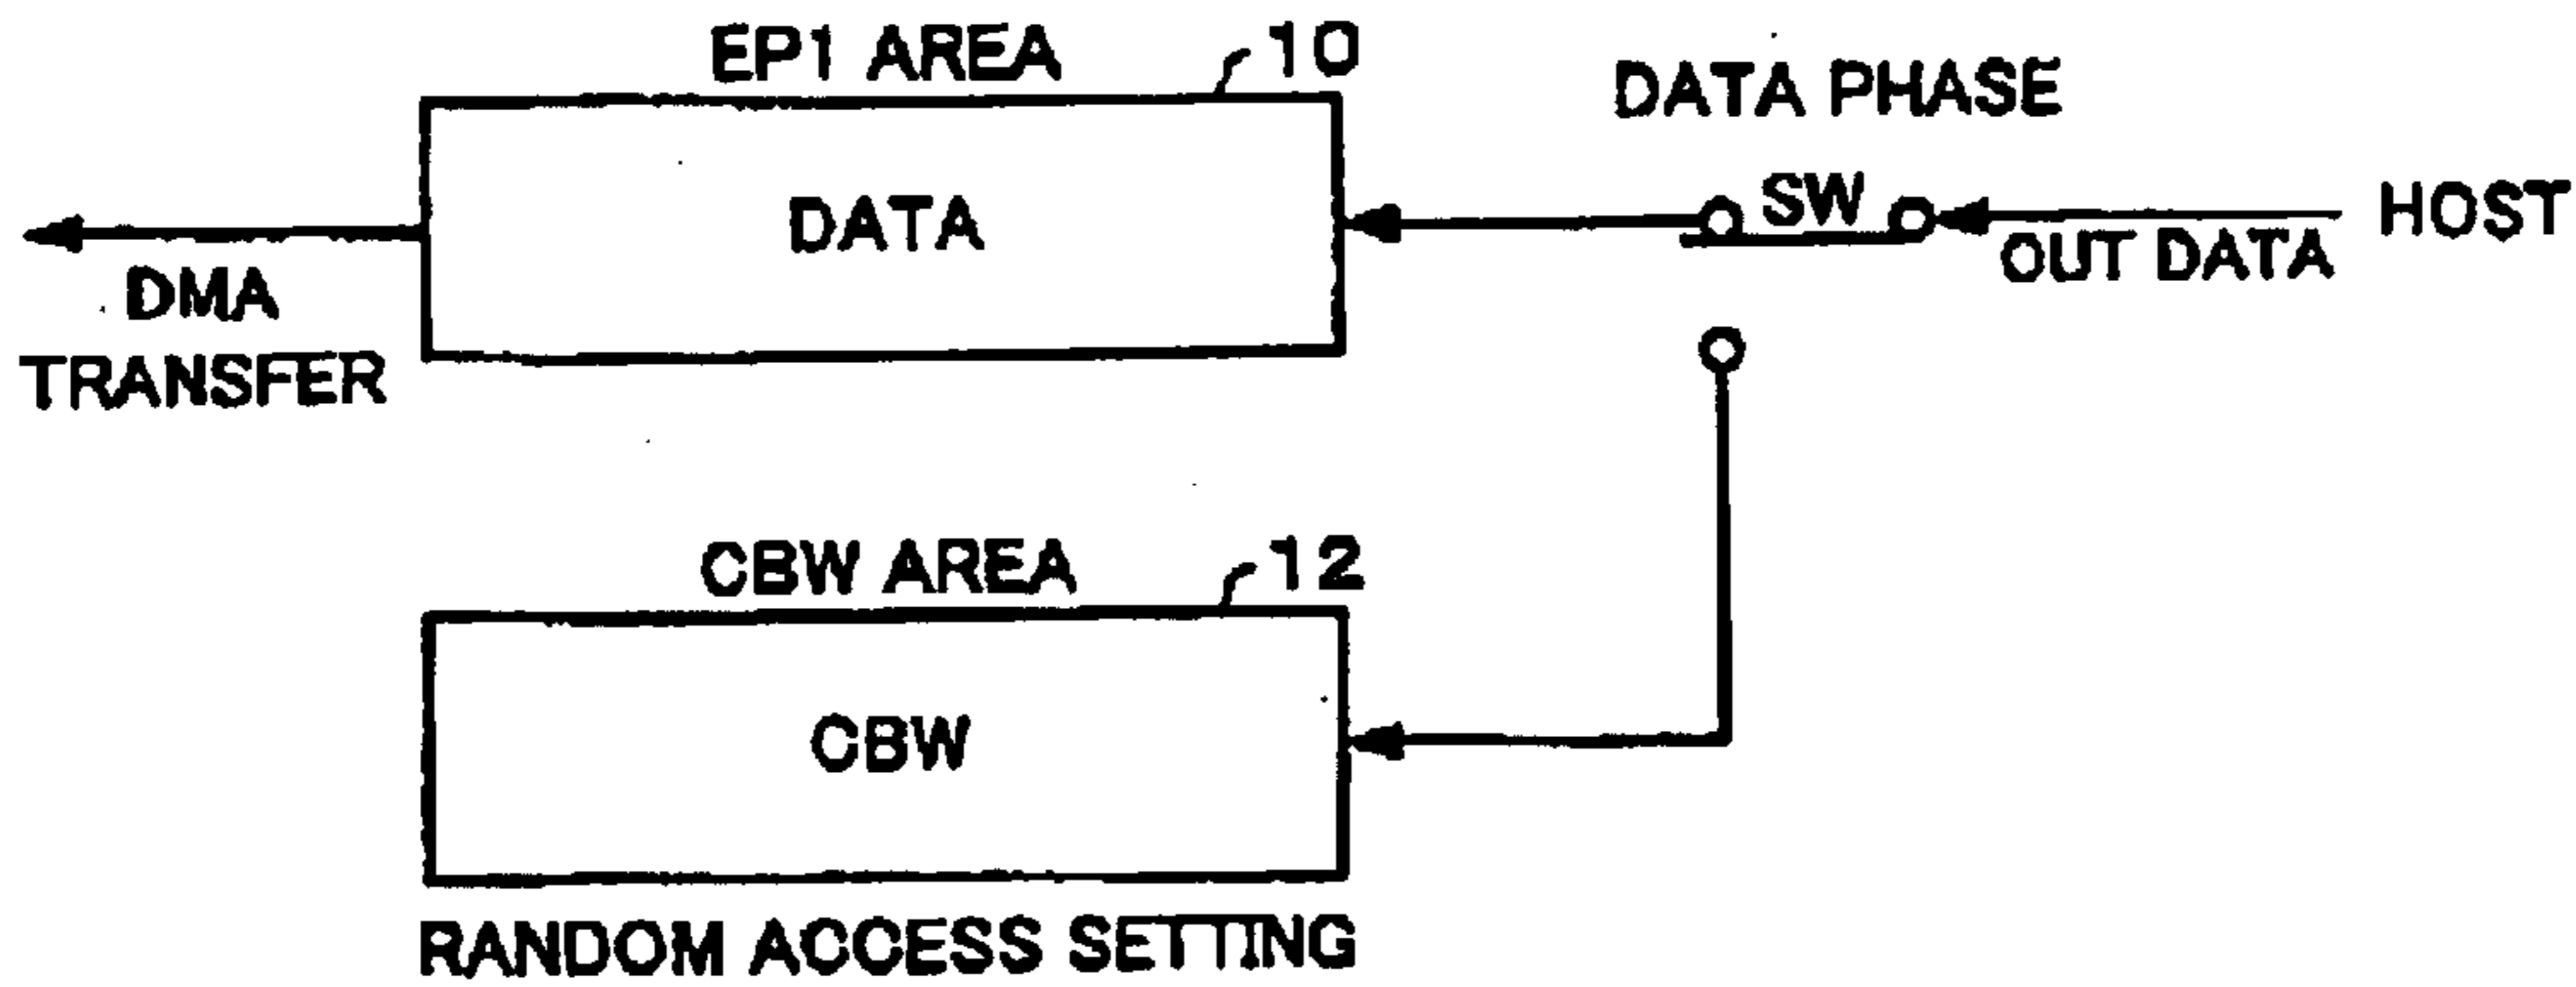 EP1 AREA 10
DATA PHASE
DATA
SW
HOST
OUT DATA
DMA
TRANSFER
CBW AREA 12
CBW
RANDOM ACCESS SETTING